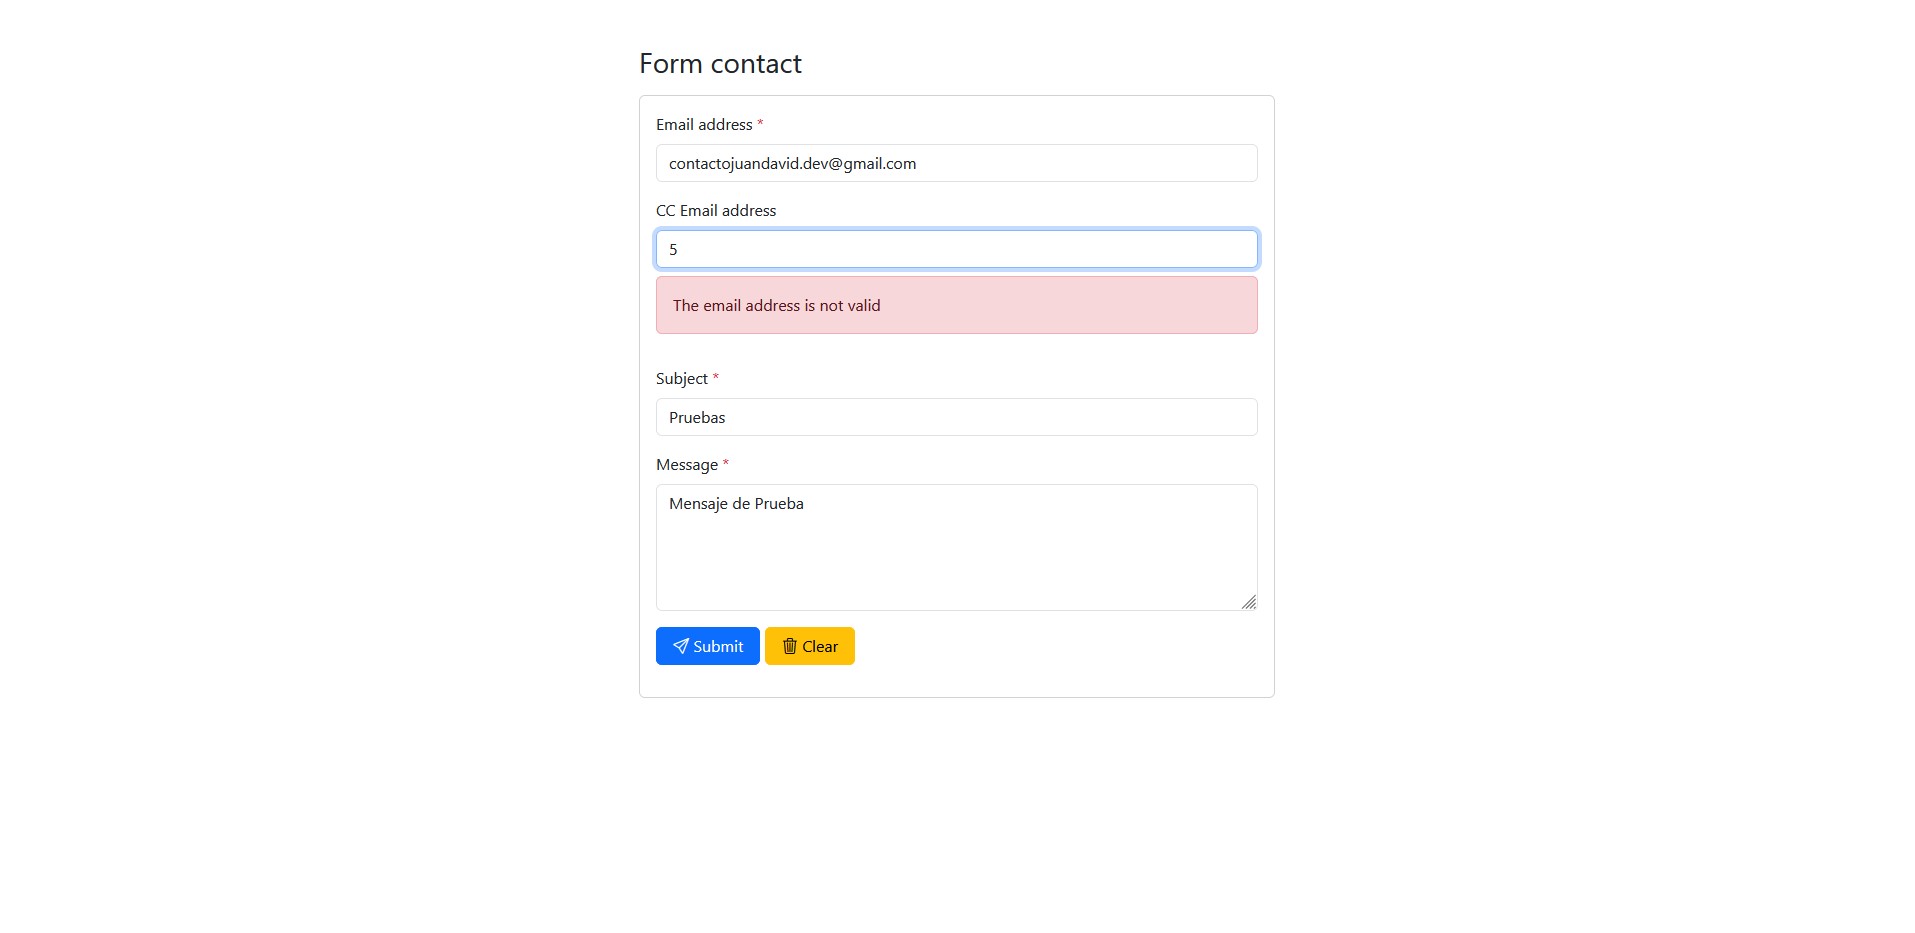 Form contact
Email address *
contactojuandavid.dev@gmail.com
CC Email address
5
The email address is not valid
Subject *
Pruebas
Message *
Mensaje de Prueba
Submit Clear